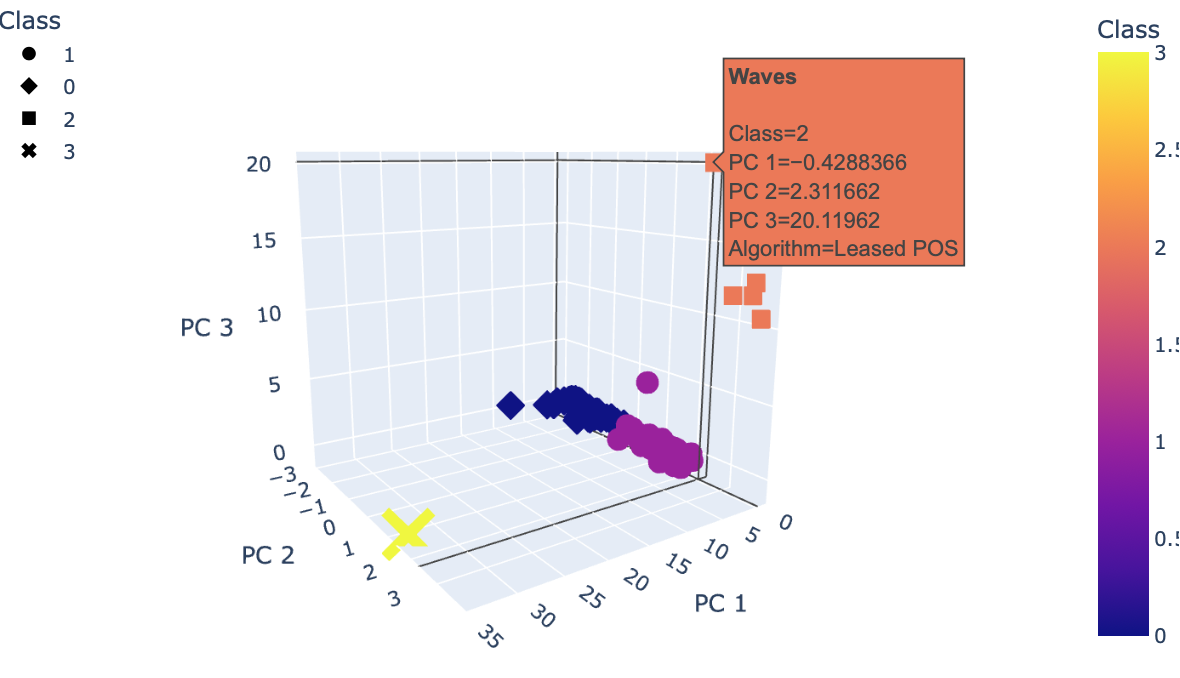 Class
1
0
2
3
Waves
Class=2
PC 1=−0.4288366
PC 2=2.311662
PC 3=20.11962
Algorithm=Leased POS
20
15
10
5
0
PC 3
−3
−2
−1
0
1
2
3
PC 2
35
30
25
20
15
10
5
0
PC 1
Class
3
2.5
2
1.5
1
0.5
0